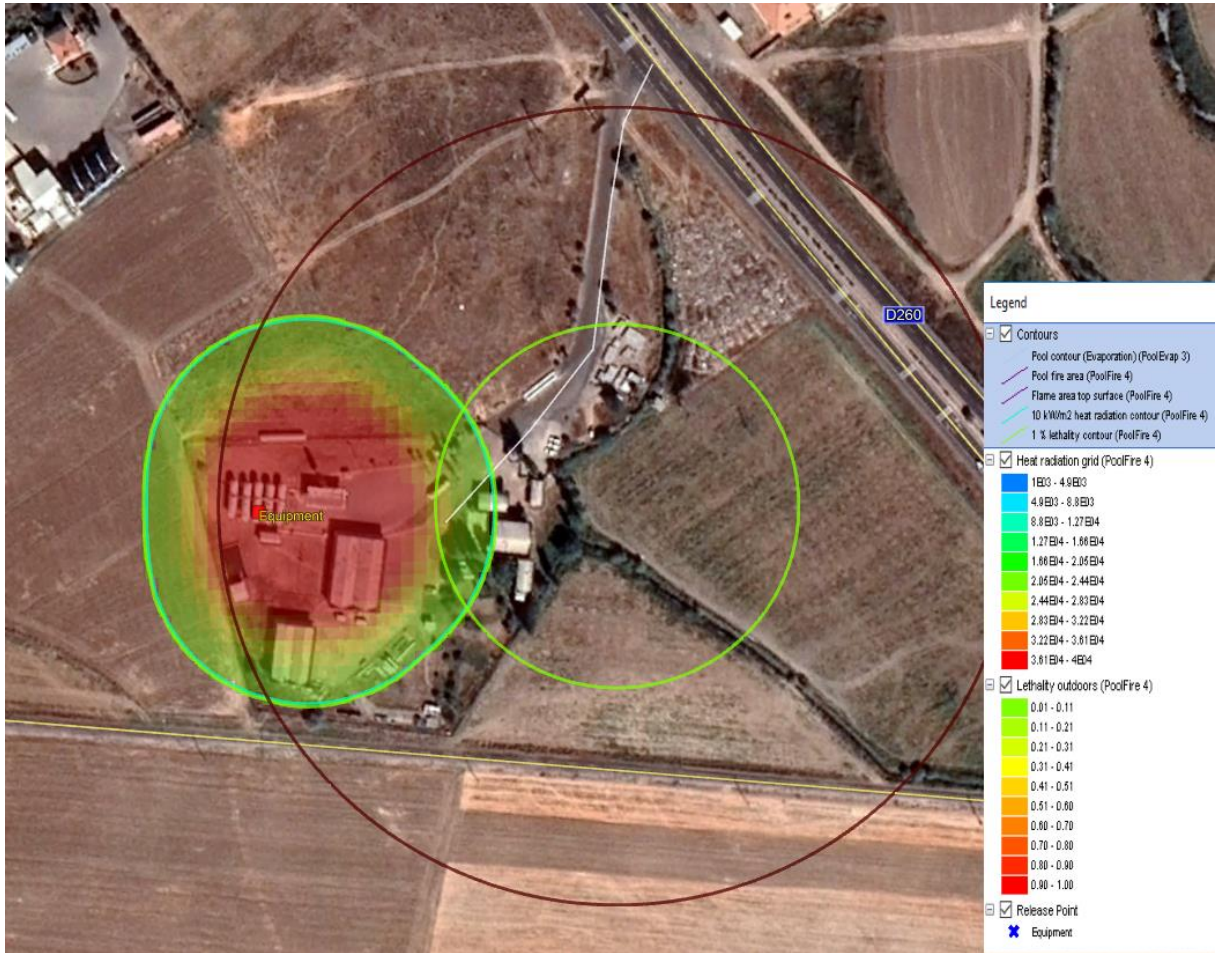 D260
Equipment
Legend
Contours
Pool contour (Evaporation) (PoolEvap 3)
Pool fire area (PoolFire 4)
Flame area top surface (PoolFire 4)
10 kW/m2 heat radiation contour (PoolFire 4)
1 % lethality contour (PoolFire 4)
Heat radiation grid (PoolFire 4)
1E03 - 4.9E03
4.9E03 - 8.8E03
8.8E03 - 1.27E04
1.27E04 - 1.66E04
1.66E04 - 2.05E04
2.05E04 - 2.44E04
2.44E04 - 2.83E04
2.83E04 - 3.22E04
3.22E04 - 3.61E04
3.61E04 - 4E04
Lethality outdoors (PoolFire 4)
0.01 - 0.11
0.11 - 0.21
0.21 - 0.31
0.31 - 0.41
0.41 - 0.51
0.51 - 0.60
0.60 - 0.70
0.70 - 0.80
0.80 - 0.90
0.90 - 1.00
Release Point
Equipment